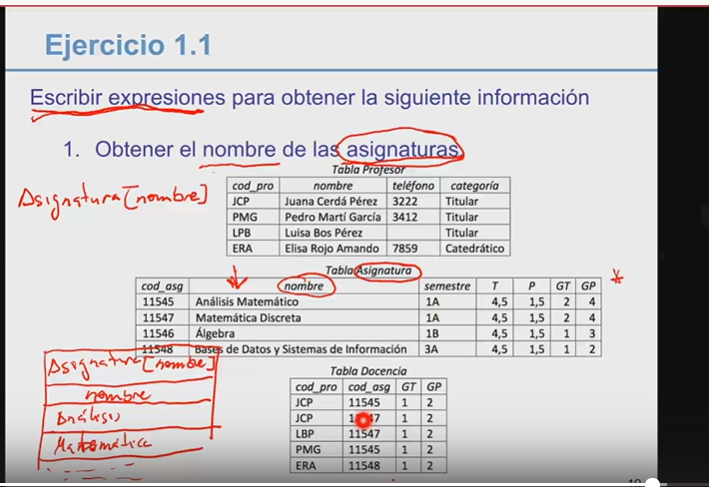 Ejercicio 1.1
Escribir expresiones para obtener la siguiente información
1. Obtener el nombre de las asignaturas
Asignatura[nombre]
Tabla Profesor
cod_pro nombre teléfono categoría
JCP Juana Cerdá Pérez 3222 Titular
PMG Pedro Martí García 3412 Titular
LPB Luisa Bos Pérez Titular
ERA Elisa Rojo Amando 7859 Catedrático
Tabla Asignatura
cod_asg nombre semestre T P GT GP
11545 Análisis Matemático 1A 4,5 1,5 2 4
11547 Matemática Discreta 1A 4,5 1,5 2 4
11546 Álgebra 1B 4,5 1,5 1 3
11548 Bases de Datos y Sistemas de Información 3A 4,5 1,5 1 2
Asignatura[nombre]
nombre
Análisis
Matemática
Tabla Docencia
cod_pro cod_asg GT GP
JCP 11545 1 2
JCP 11547 1 2
LBP 11547 1 2
PMG 11545 1 2
ERA 11548 1 2